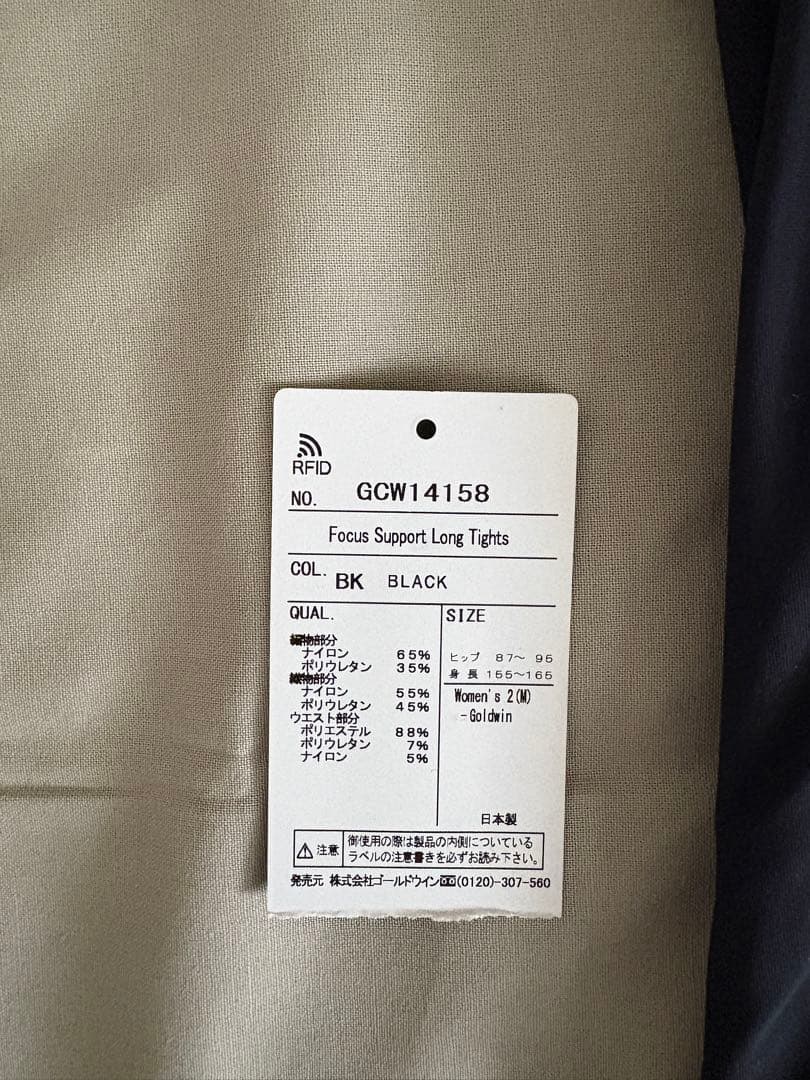 RFID
NO. GCW14158
Focus Support Long Tights
COL. BK BLACK
QUAL.
編物部分
ナイロン 65%
ポリウレタン 35%
織物部分
ナイロン 55%
ポリウレタン 45%
ウエスト部分
ポリエステル 88%
ポリウレタン 7%
ナイロン 5%
SIZE
ヒップ 87～ 95
身 長 155～165
Women's 2(M)
-Goldwin
日本製
注意
御使用の際は製品の内側についている
ラベルの注意書きを必ずお読み下さい。
発売元 株式会社ゴールドウイン (0120)-307-560